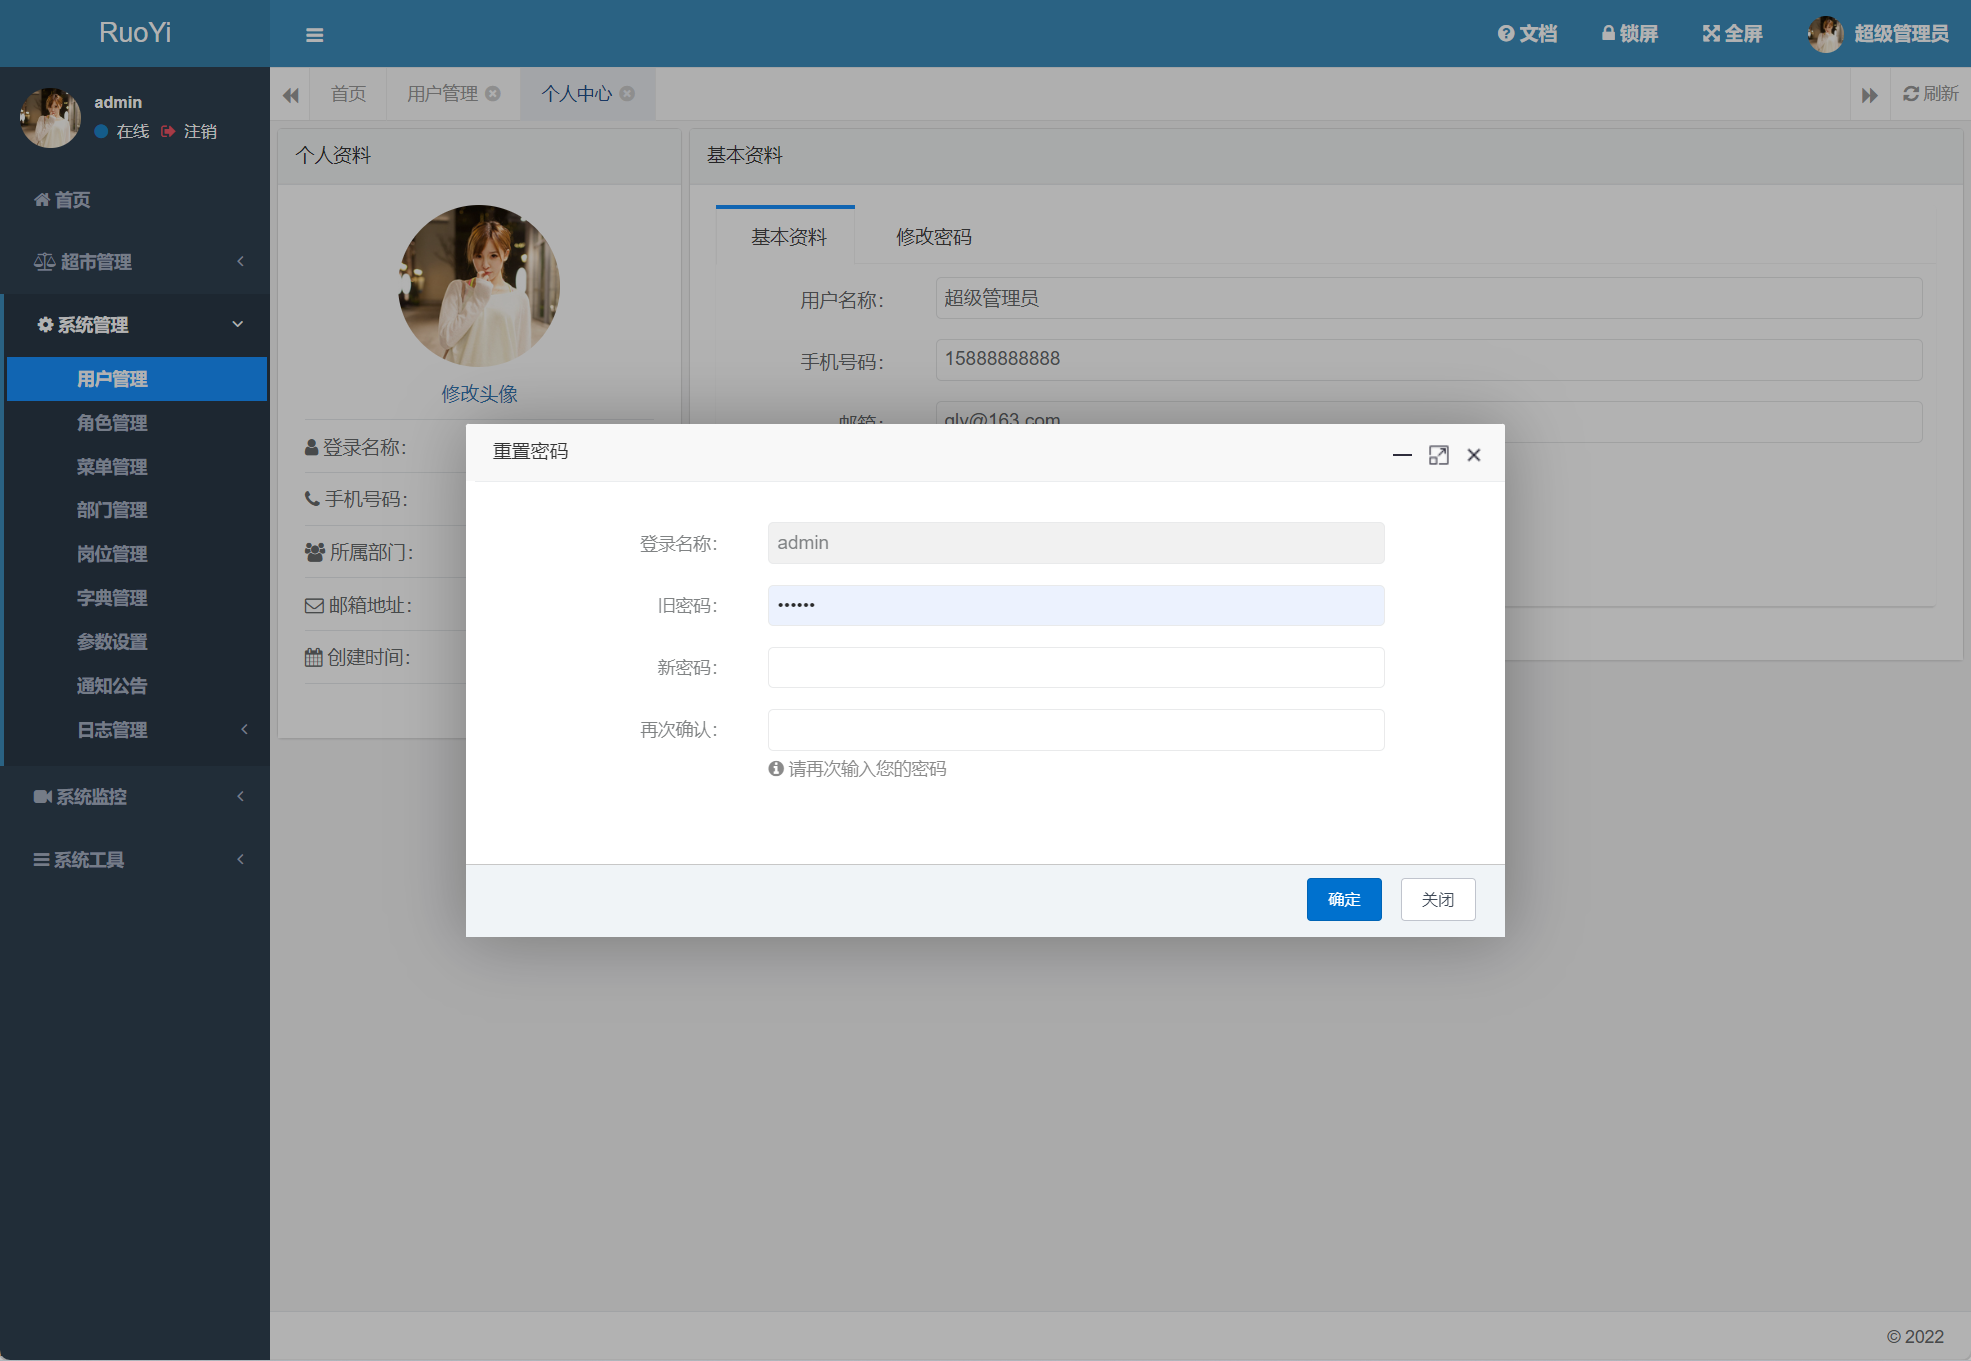 RuoYi
文档
锁屏
全屏
超级管理员
admin
在线 注销
首页
用户管理
个人中心
刷新
首页
超市管理
系统管理
用户管理
角色管理
菜单管理
部门管理
岗位管理
字典管理
参数设置
通知公告
日志管理
系统监控
系统工具
个人资料
修改头像
登录名称：
手机号码：
所属部门：
邮箱地址：
创建时间：
基本资料
基本资料 修改密码
用户名称： 超级管理员
手机号码： 15888888888
邮箱： gly@163.com
重置密码
登录名称： admin
旧密码： ••••••
新密码：
再次确认：
请再次输入您的密码
确定 关闭
© 2022